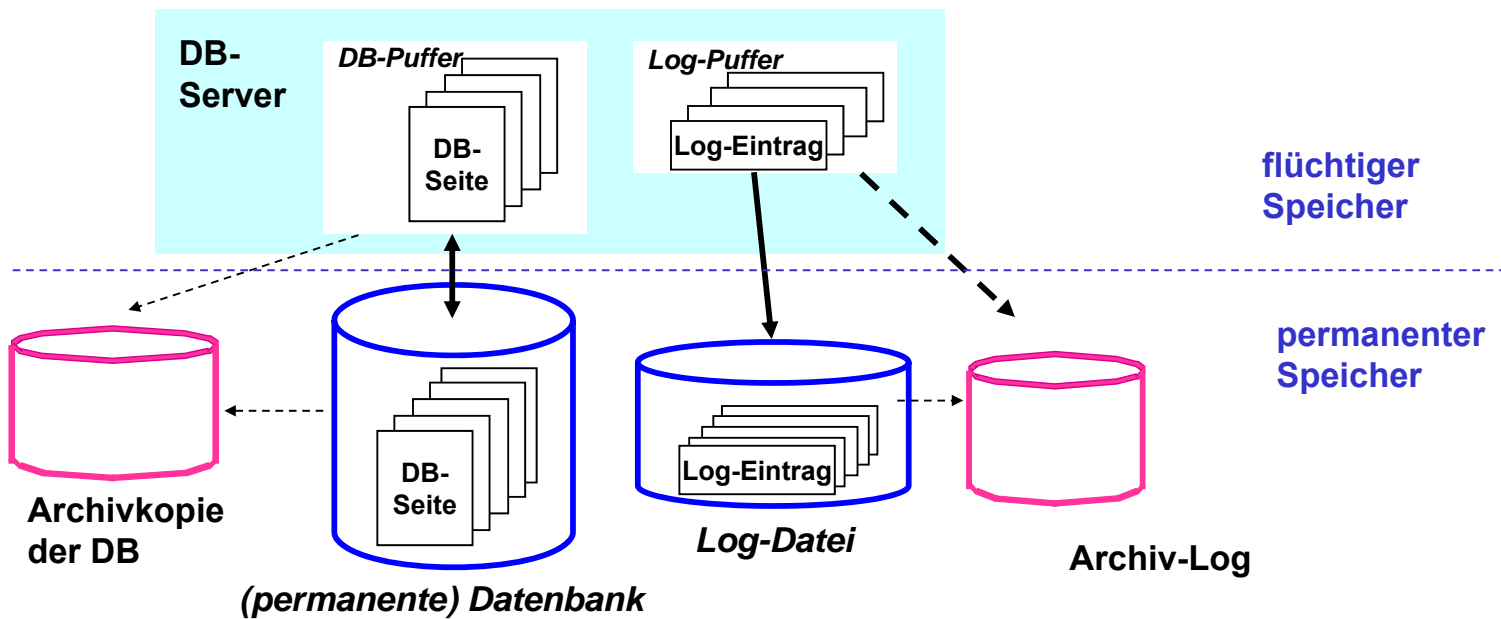 DB-
Server
DB-Puffer
DB-
Seite
Log-Puffer
Log-Eintrag
flüchtiger
Speicher
permanenter
Speicher
Archivkopie
der DB
DB-
Seite
(permanente) Datenbank
Log-Eintrag
Log-Datei
Archiv-Log